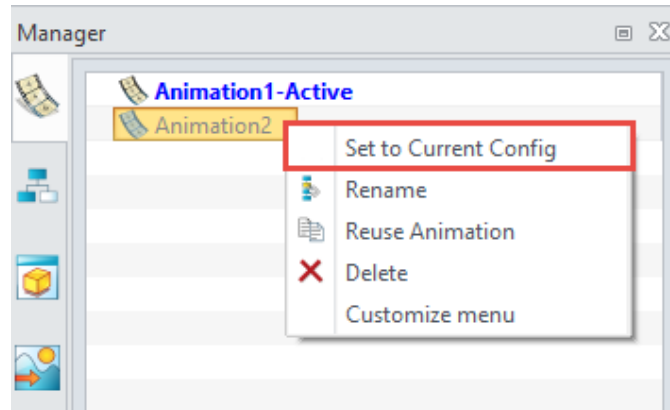 Manager
Animation1-Active
Animation2
Set to Current Config
Rename
Reuse Animation
Delete
Customize menu